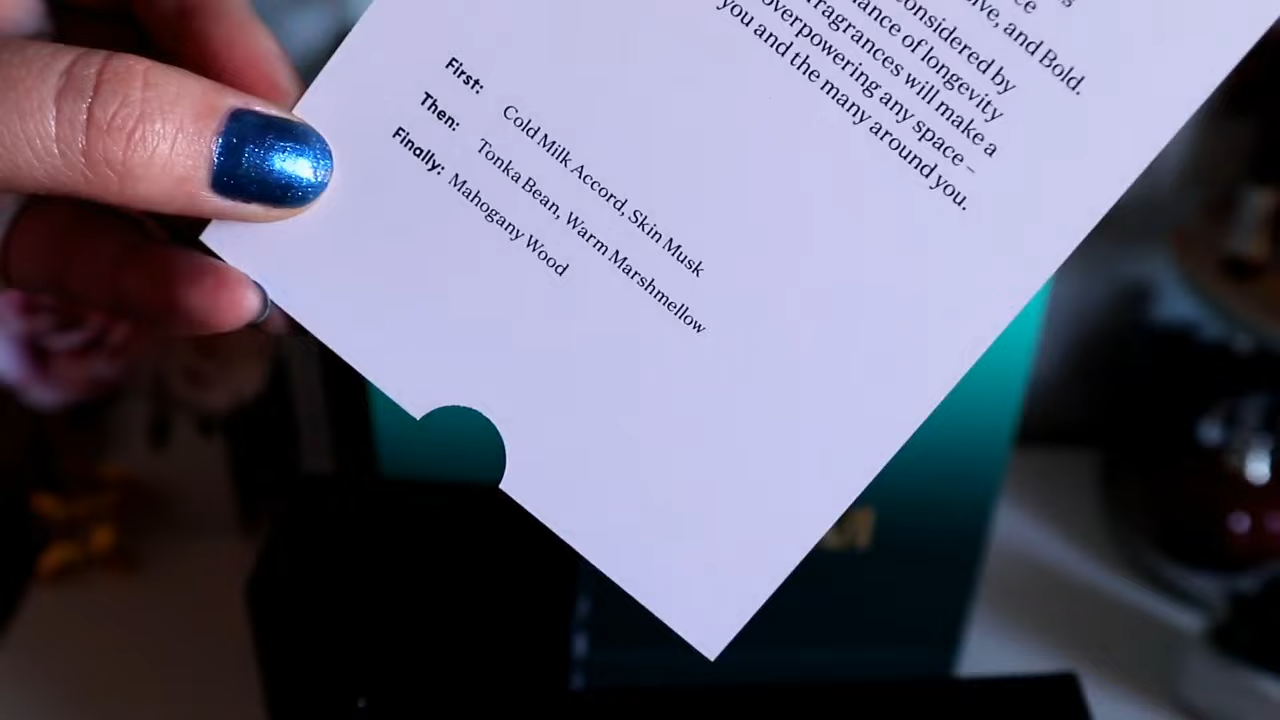 ive, and Bold.
considered by
nance of longevity
fragrances will make a
overpowering any space–
you and the many around you.
First: Cold Milk Accord, Skin Musk
Then: Tonka Bean, Warm Marshmellow
Finally: Mahogany Wood